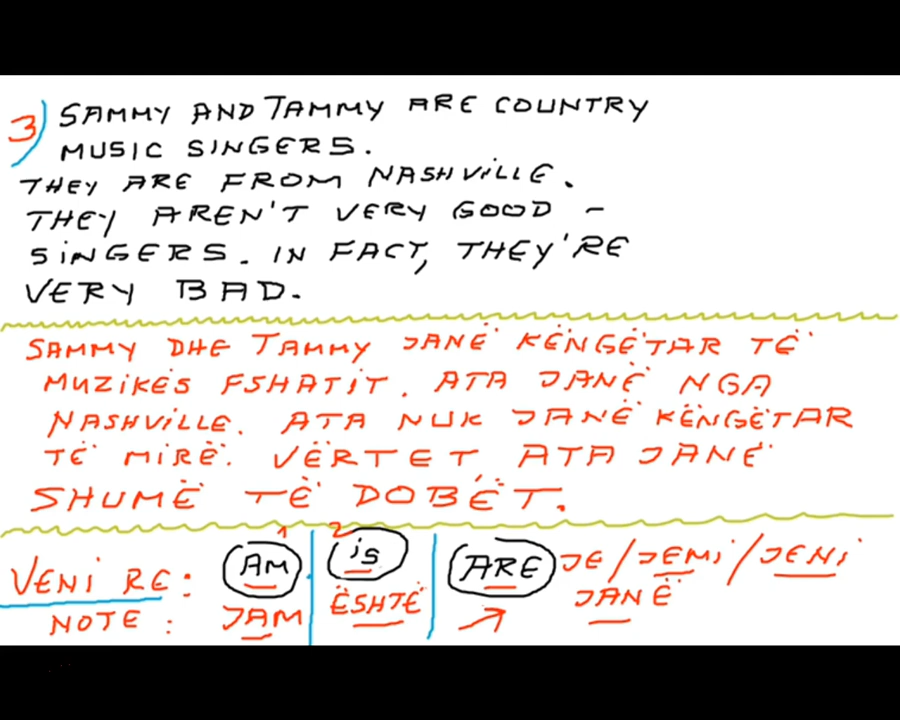 3) SAMMY AND TAMMY ARE COUNTRY
MUSIC SINGERS.
THEY ARE FROM NASHVILLE.
THEY AREN'T VERY GOOD -
SINGERS. IN FACT, THEY'RE
VERY BAD.
SAMMY DHE TAMMY JANË KËNGËTAR TË
MUZIKËS FSHATIT. ATA JANË NGA
NASHVILLE. ATA NUK JANË KËNGËTAR
TË MIRË. VËRTET ATA JANË
SHUMË TË DOBËT.
1 2
VENI RE: AM is ARE JE/JEMI/JENI
NOTE: JAM ËSHTË JANË